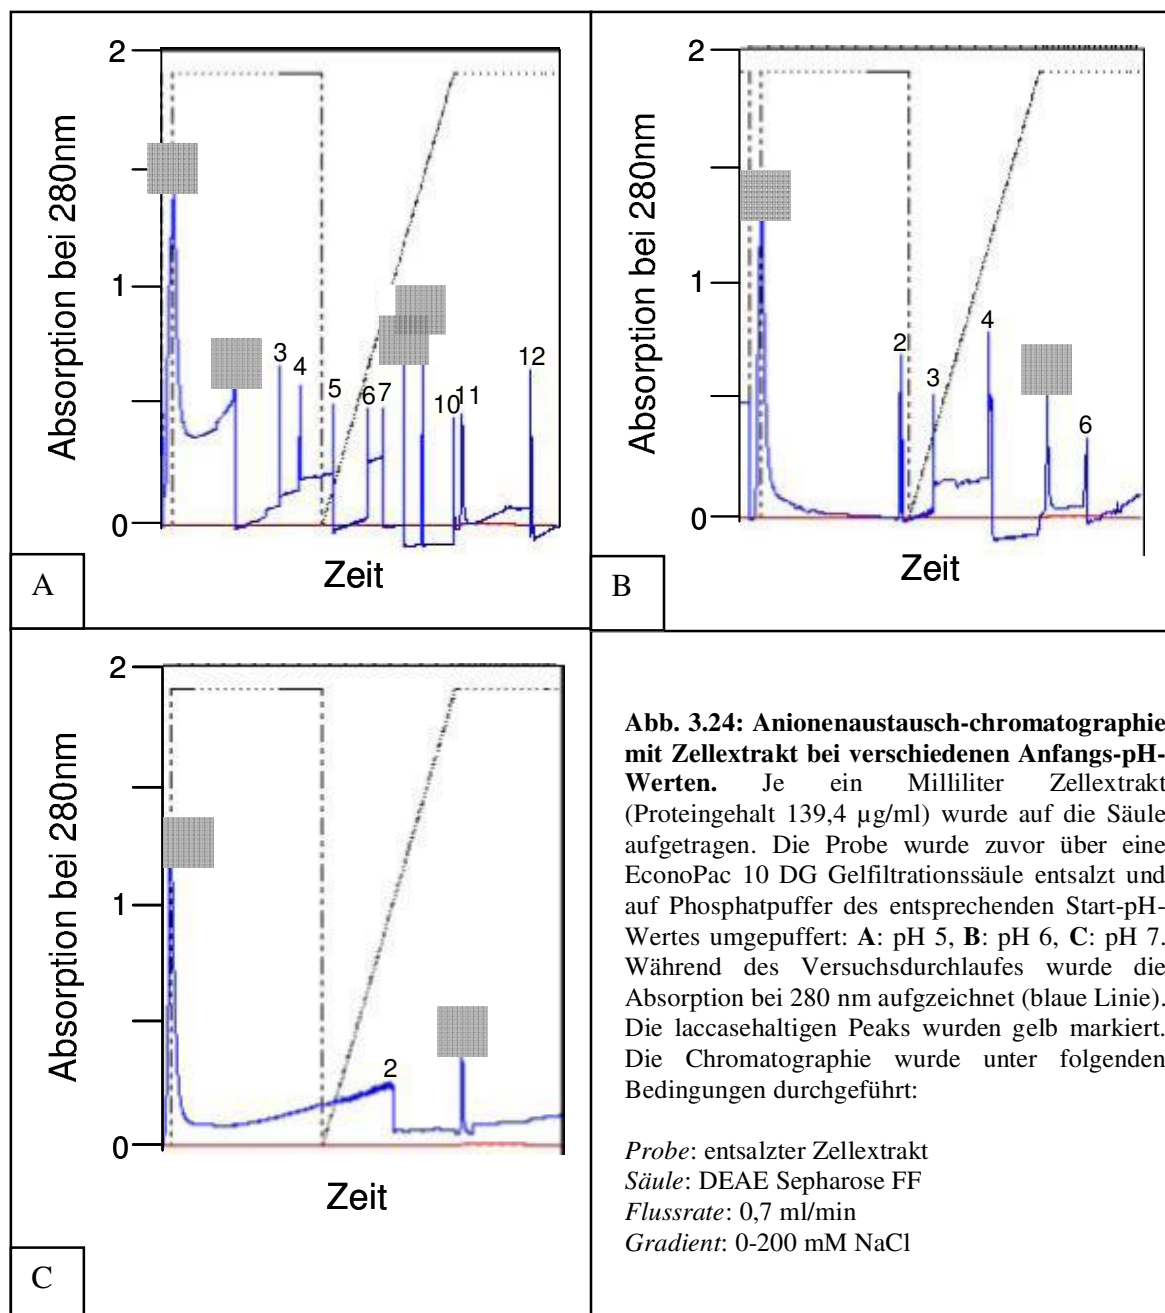 2
1
0
Absorption bei 280nm
3
4
5
6
7
10
11
12
Zeit
A
2
1
0
Absorption bei 280nm
2
3
4
6
Zeit
B
2
1
0
Absorption bei 280nm
2
Zeit
C
Abb. 3.24: Anionenaustausch-chromatographie
mit Zellextrakt bei verschiedenen Anfangs-pH-
Werten. Je ein Milliliter Zellextrakt
(Proteingehalt 139,4 µg/ml) wurde auf die Säule
aufgetragen. Die Probe wurde zuvor über eine
EconoPac 10 DG Gelfiltrationssäule entsalzt und
auf Phosphatpuffer des entsprechenden Start-pH-
Wertes umgepuffert: A: pH 5, B: pH 6, C: pH 7.
Während des Versuchsdurchlaufes wurde die
Absorption bei 280 nm aufgzeichnet (blaue Linie).
Die laccasehaltigen Peaks wurden gelb markiert.
Die Chromatographie wurde unter folgenden
Bedingungen durchgeführt:
Probe: entsalzter Zellextrakt
Säule: DEAE Sepharose FF
Flussrate: 0,7 ml/min
Gradient: 0-200 mM NaCl